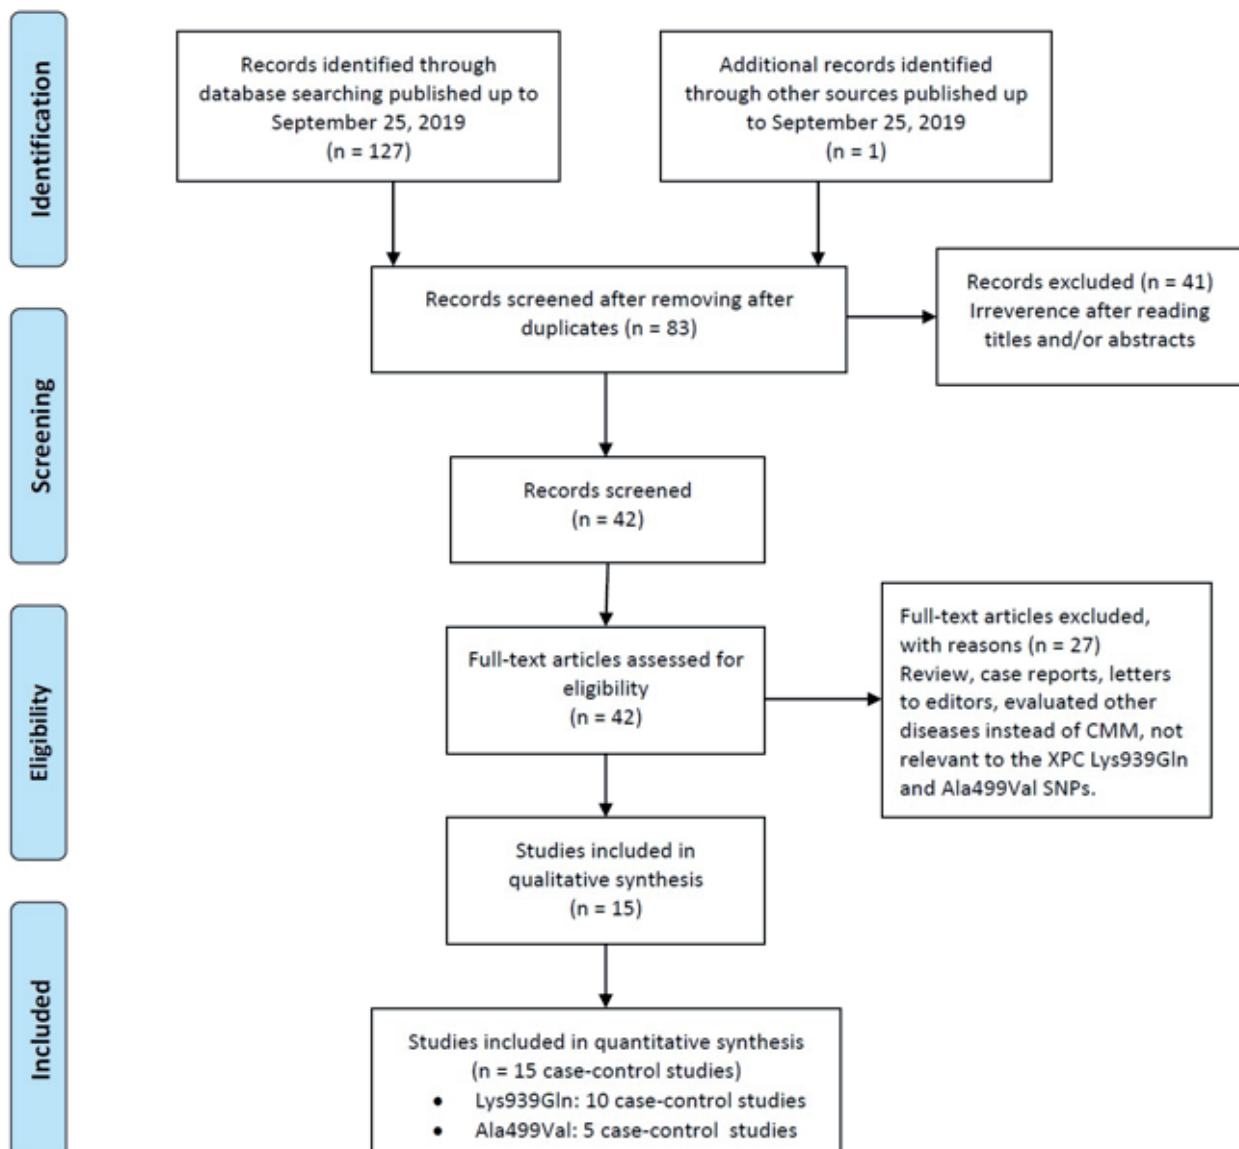 Identification
Records identified through
database searching published up to
September 25, 2019
(n = 127)
Additional records identified
through other sources published up
to September 25, 2019
(n = 1)
Records screened after removing after
duplicates (n = 83)
Records excluded (n = 41)
Irreverence after reading
titles and/or abstracts
Screening
Records screened
(n = 42)
Eligibility
Full-text articles assessed for
eligibility
(n = 42)
Full-text articles excluded,
with reasons (n = 27)
Review, case reports, letters
to editors, evaluated other
diseases instead of CMM, not
relevant to the XPC Lys939Gln
and Ala499Val SNPs.
Studies included in
qualitative synthesis
(n = 15)
Included
Studies included in quantitative synthesis
(n = 15 case-control studies)
• Lys939Gln: 10 case-control studies
• Ala499Val: 5 case-control studies